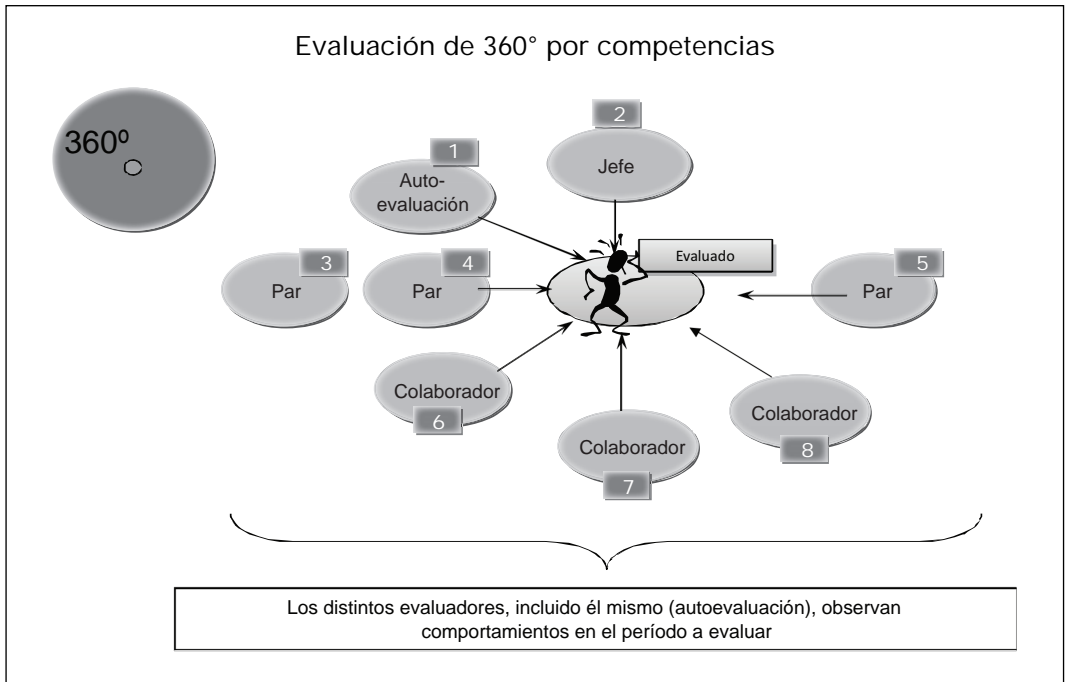 Evaluación de 360° por competencias
360º
1
Auto-
evaluación
2
Jefe
Evaluado
3
Par
4
Par
5
Par
Colaborador
6
Colaborador
7
Colaborador
8
Los distintos evaluadores, incluido él mismo (autoevaluación), observan
comportamientos en el período a evaluar